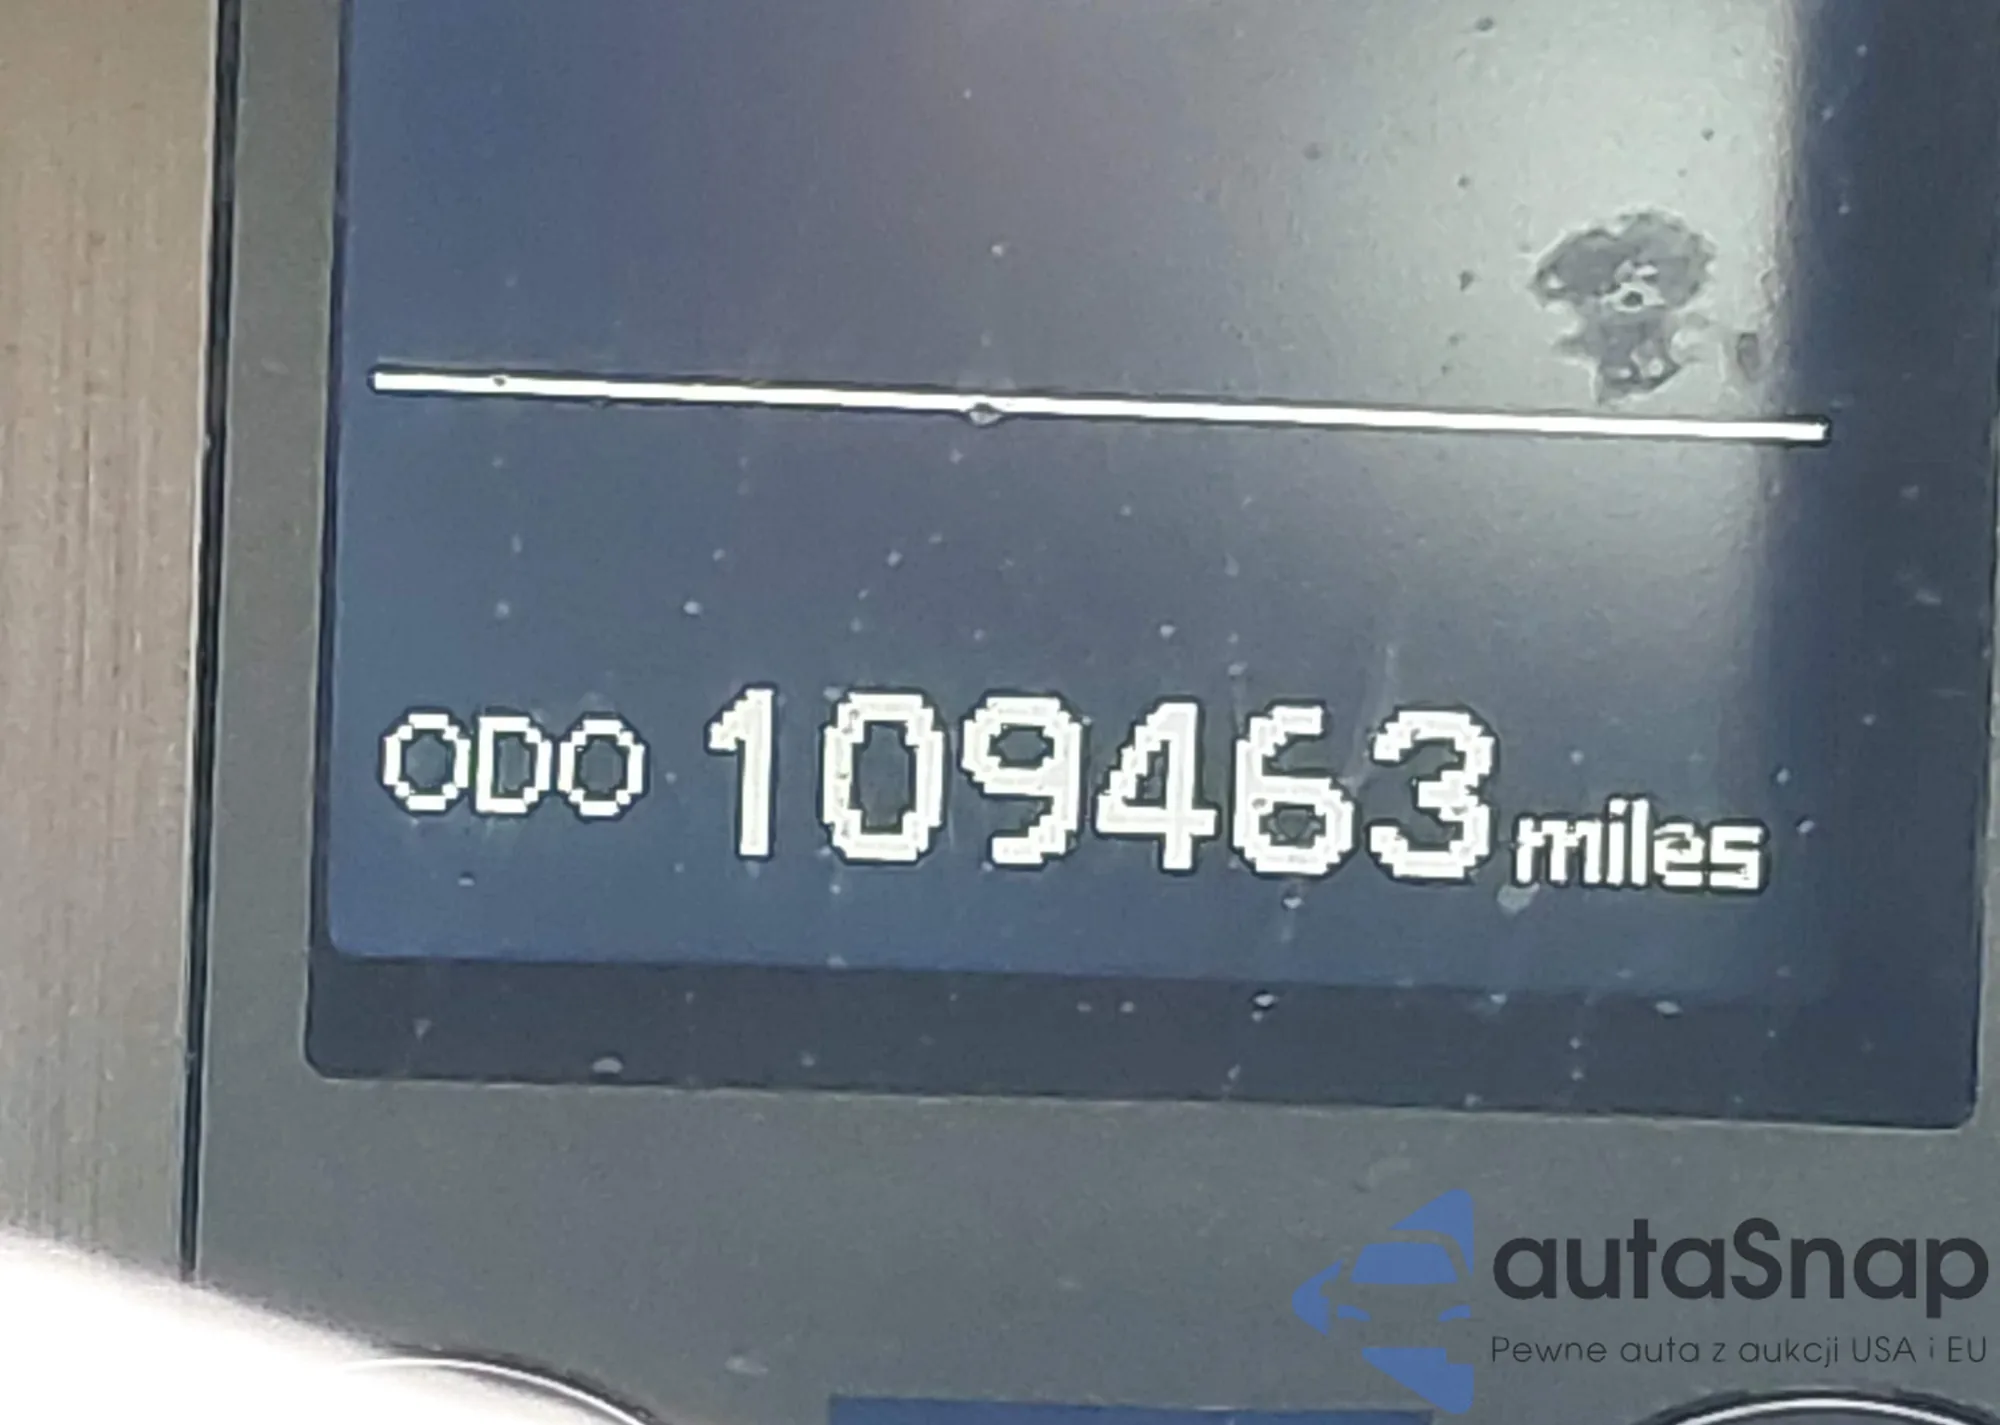 ODO 109463 miles
autaSnap
Pewne auta z aukcji USA i EU